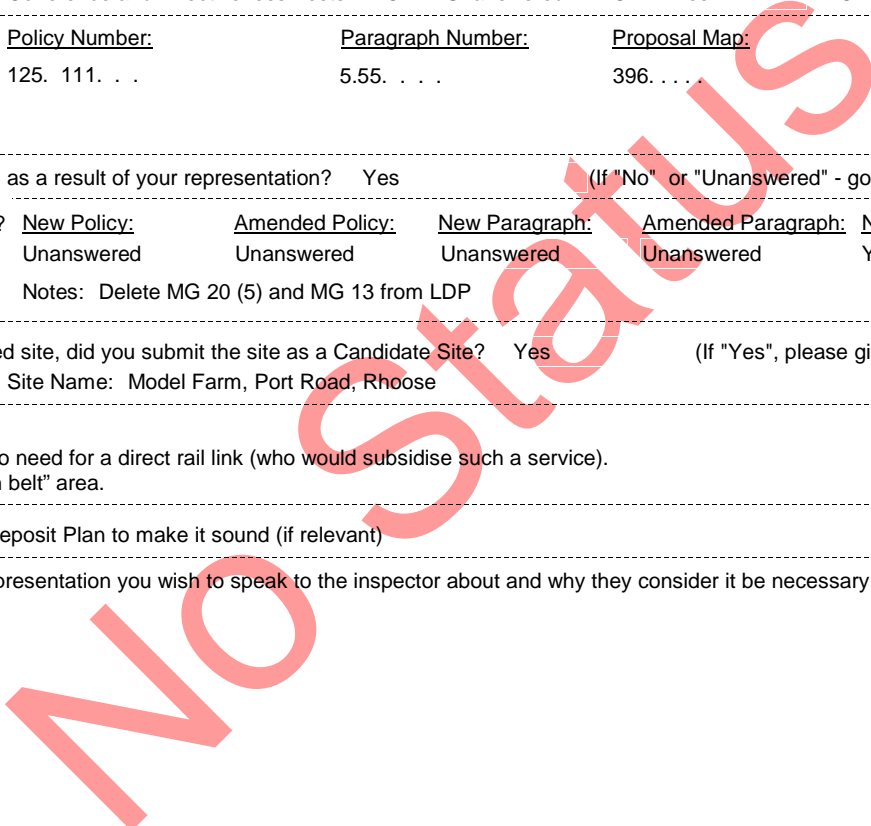 Policy Number: Paragraph Number: Proposal Map:
125. 111. . . 5.55. . . . 396. . . . .
as a result of your representation? Yes (If "No" or "Unanswered" - go
? New Policy: Amended Policy: New Paragraph: Amended Paragraph: N
Unanswered Unanswered Unanswered Unanswered Y
Notes: Delete MG 20 (5) and MG 13 from LDP
ed site, did you submit the site as a Candidate Site? Yes (If "Yes", please gi
Site Name: Model Farm, Port Road, Rhoose
o need for a direct rail link (who would subsidise such a service).
n belt” area.
eposit Plan to make it sound (if relevant)
presentation you wish to speak to the inspector about and why they consider it be necessary
No Status